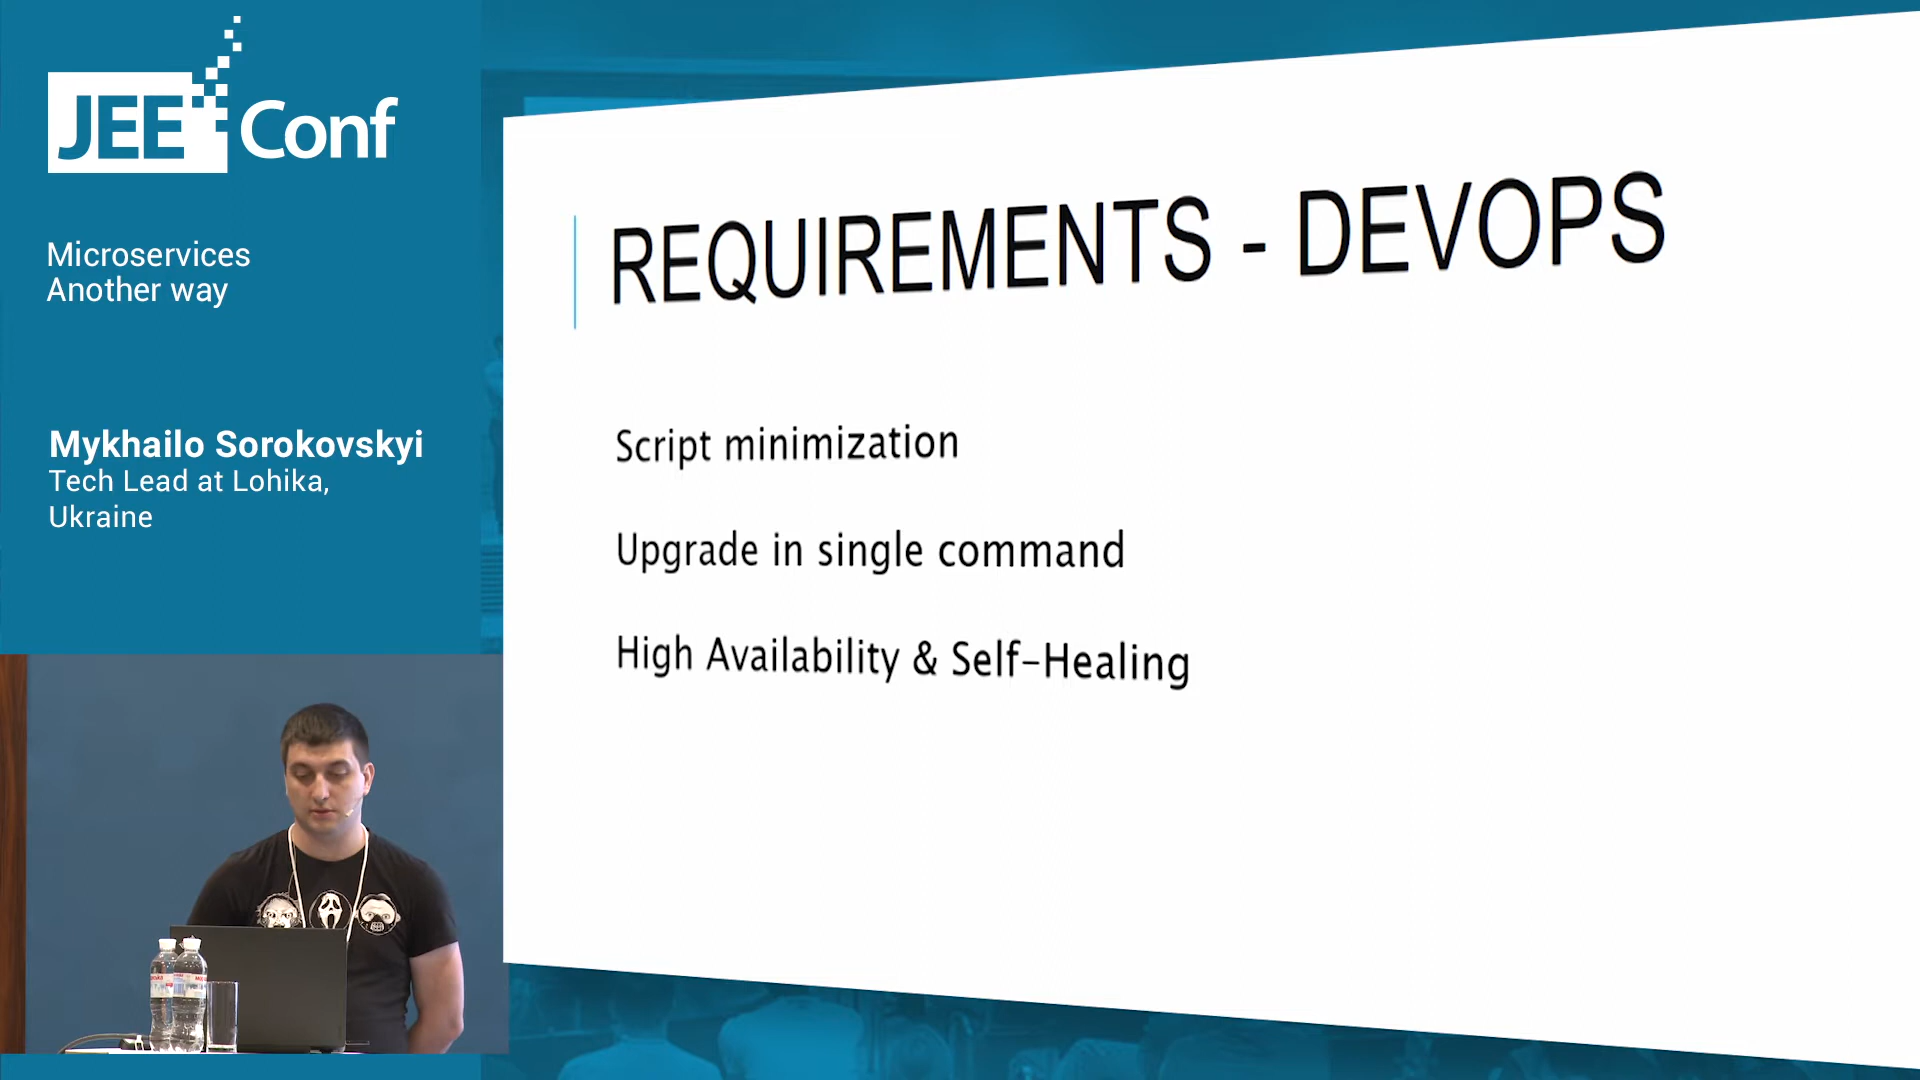 JEE Conf
Microservices
Another way
Mykhailo Sorokovskyi
Tech Lead at Lohika,
Ukraine
REQUIREMENTS - DEVOPS
Script minimization
Upgrade in single command
High Availability & Self-Healing